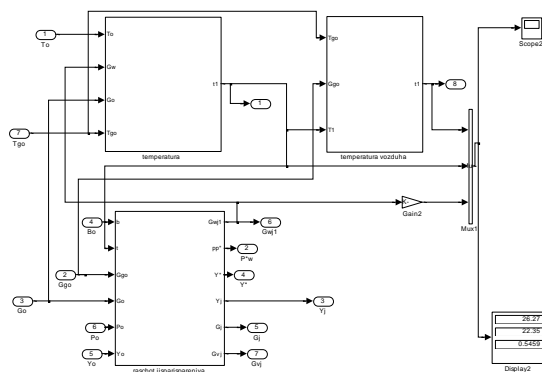 1
To
To
Gw
Go
Tgo
t1
1
7
Tgo
temperatura
Tgo
Ggo
T1
t1
8
temperatura vozduha
Scope2
Mux1
Gain2
4
Bo
b
t
Ggo
Go
Po
Yo
Gwj1
pp*
Y*
Yj
Gj
Gvj
6
Gwj1
2
P*w
4
Y*
3
Yj
5
Gj
7
Gvj
2
Ggo
3
Go
6
Po
5
Yo
26.27
22.35
0.5459
Display2